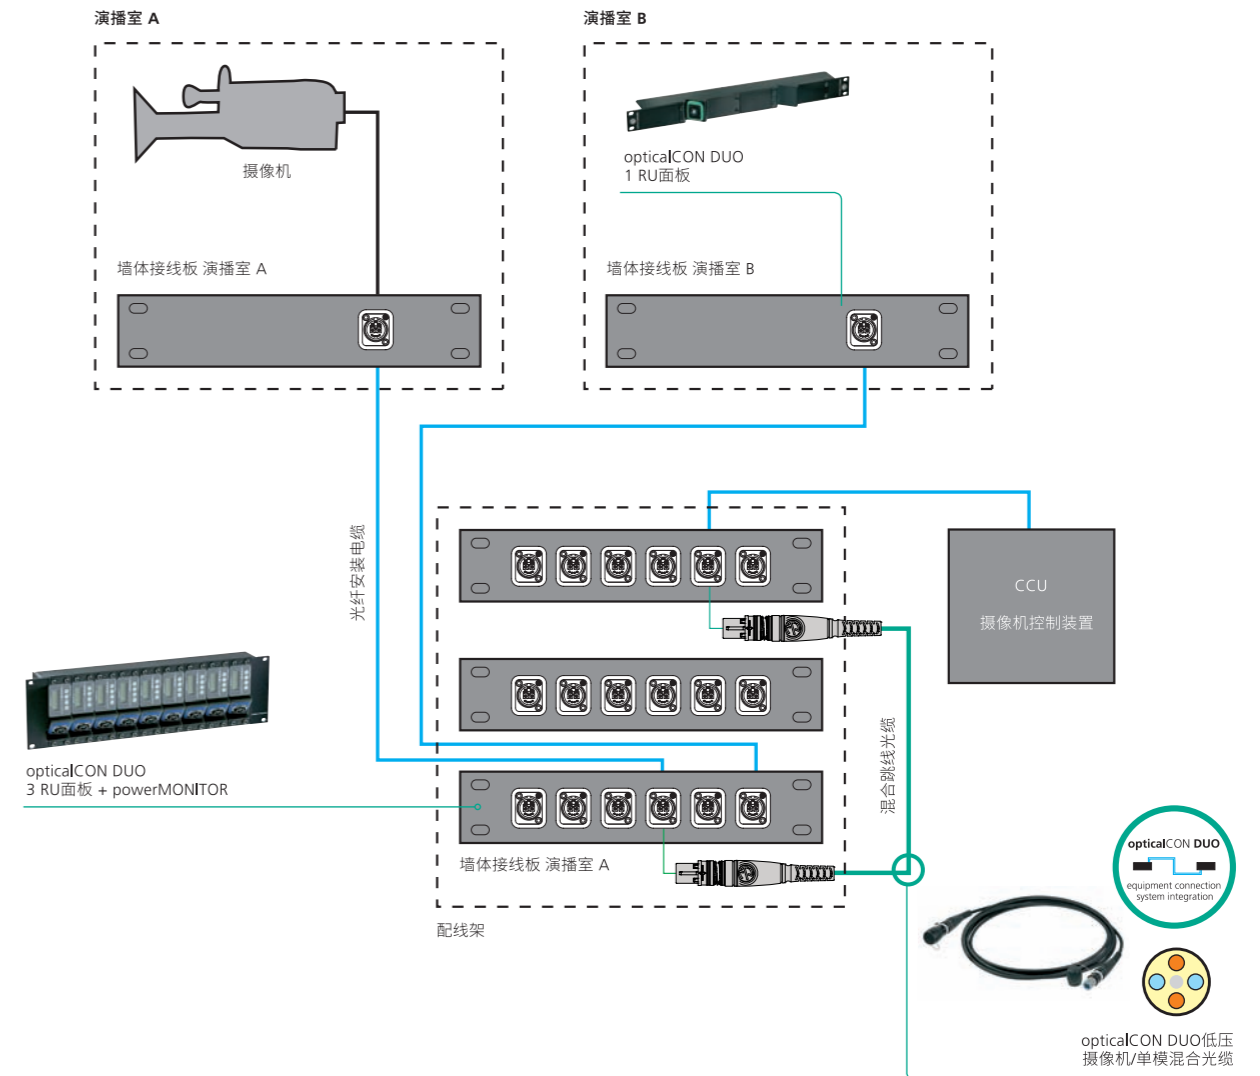 演播室 A
演播室 B
摄像机
opticalCON DUO
1 RU面板
墙体接线板 演播室 A
墙体接线板 演播室 B
光纤安装电缆
CCU
摄像机控制装置
opticalCON DUO
3 RU面板 + powerMONITOR
混合跳线光缆
墙体接线板 演播室 A
配线架
opticalCON DUO
equipment connection
system integration
opticalCON DUO低压
摄像机/单模混合光缆